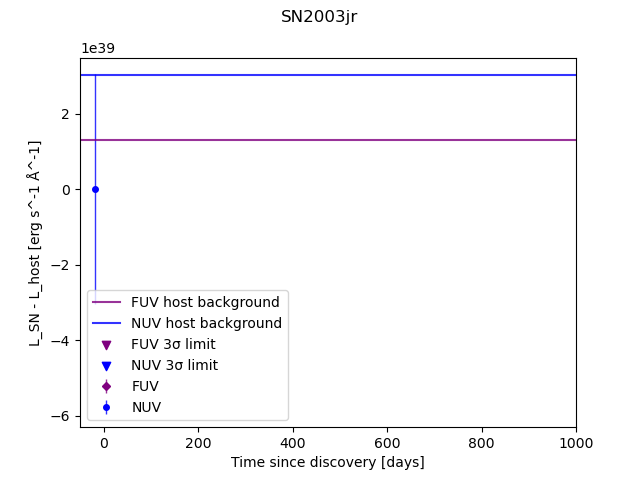 SN2003jr
1e39
2
0
−2
−4
−6
L_SN - L_host [erg s^-1 Å^-1]
FUV host background
NUV host background
FUV 3σ limit
NUV 3σ limit
FUV
NUV
0 200 400 600 800 1000
Time since discovery [days]